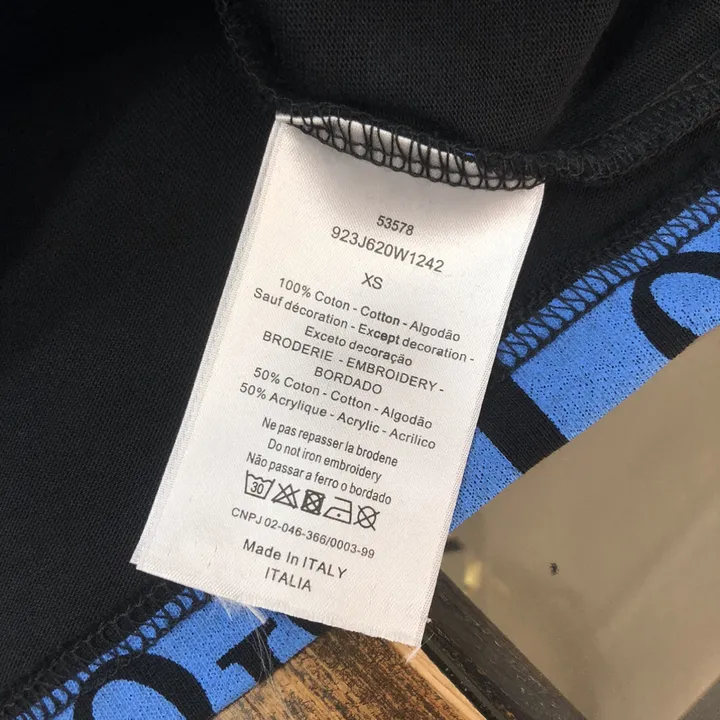 53578
923J620W1242
XS
100% Coton - Cotton - Algodão
Sauf décoration - Except decoration -
Exceto decoração
BRODERIE - EMBROIDERY -
BORDADO
50% Coton - Cotton - Algodão
50% Acrylique - Acrylic - Acrilico
Ne pas repasser la brodene
Do not iron embroidery
Não passar a ferro o bordado
30
CNPJ 02-046-366/0003-99
Made In ITALY
ITALIA